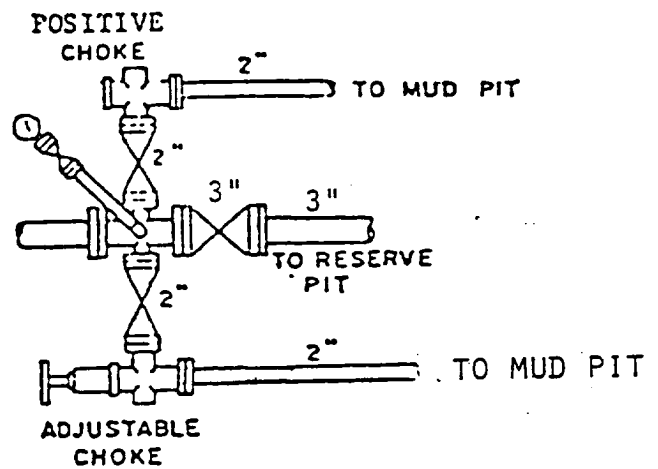 POSITIVE
CHOKE
2"
TO MUD PIT
2"
3"
3"
TO RESERVE
PIT
2"
2"
TO MUD PIT
ADJUSTABLE
CHOKE